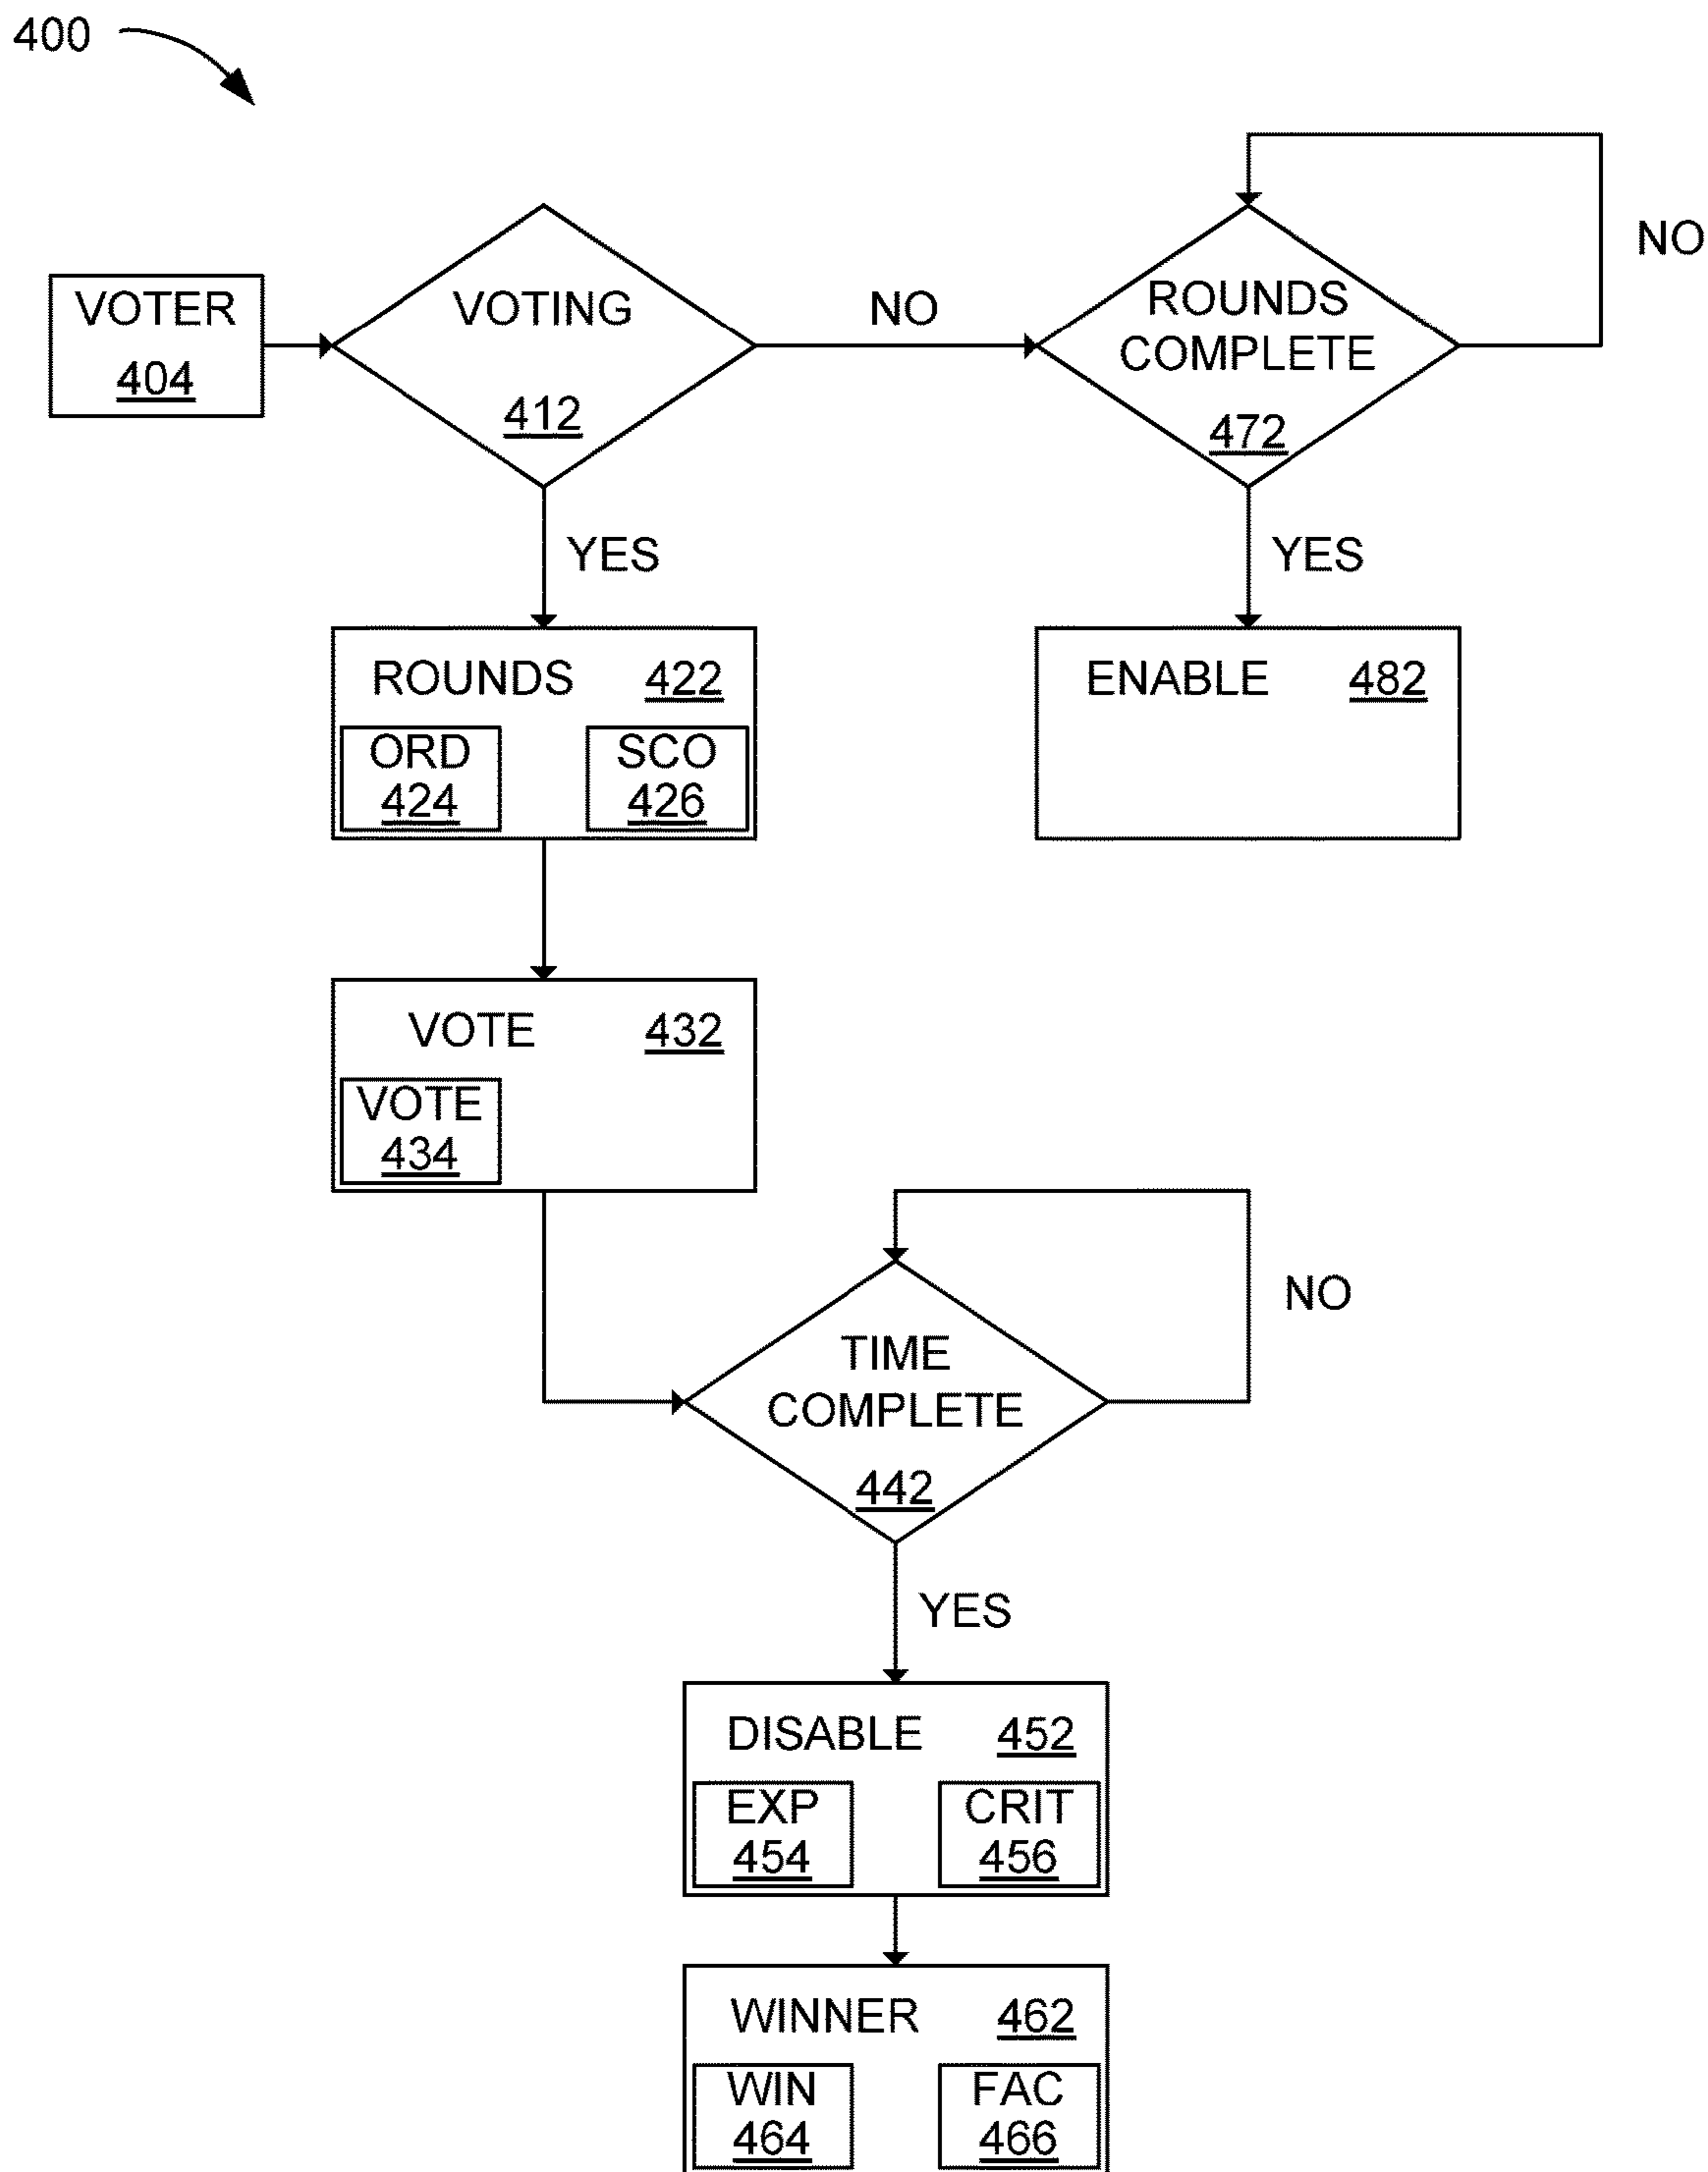 400
VOTER
404
VOTING
412
NO
ROUNDS
COMPLETE
472
NO
YES
YES
ROUNDS 422
ORD
424
SCO
426
ENABLE 482
VOTE 432
VOTE
434
TIME
COMPLETE
442
NO
YES
DISABLE 452
EXP
454
CRIT
456
WINNER 462
WIN
464
FAC
466